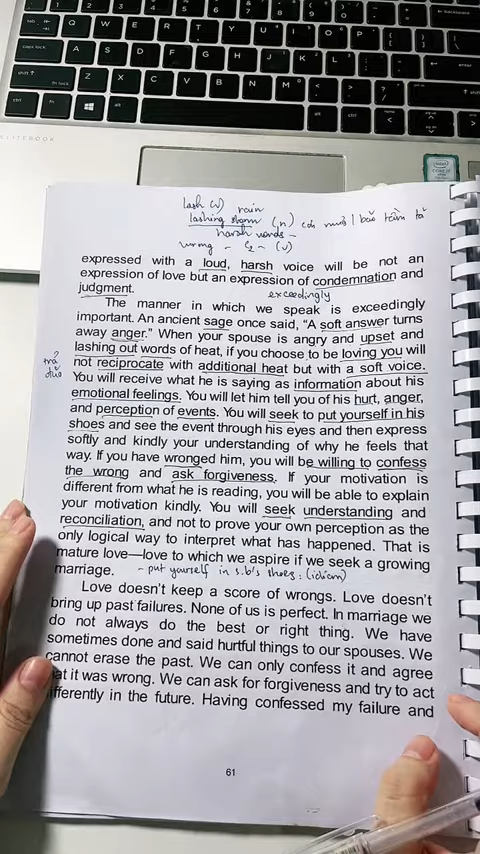 lash (v) rain
lashing storm (n) cơn mưa / bão tầm tã
harsh words
wrong - (v)
expressed with a loud, harsh voice will be not an
expression of love but an expression of condemnation and
judgment.
exceedingly
The manner in which we speak is exceedingly
important. An ancient sage once said, “A soft answer turns
away anger.” When your spouse is angry and upset and
lashing out words of heat, if you choose to be loving you will
not reciprocate with additional heat but with a soft voice.
trả
đũa
You will receive what he is saying as information about his
emotional feelings. You will let him tell you of his hurt, anger,
and perception of events. You will seek to put yourself in his
shoes and see the event through his eyes and then express
softly and kindly your understanding of why he feels that
way. If you have wronged him, you will be willing to confess
the wrong and ask forgiveness. If your motivation is
different from what he is reading, you will be able to explain
your motivation kindly. You will seek understanding and
reconciliation, and not to prove your own perception as the
only logical way to interpret what has happened. That is
mature love—love to which we aspire if we seek a growing
marriage.
- put yourself in s.b's shoes : (idiom)
Love doesn’t keep a score of wrongs. Love doesn’t
bring up past failures. None of us is perfect. In marriage we
do not always do the best or right thing. We have
sometimes done and said hurtful things to our spouses. We
cannot erase the past. We can only confess it and agree
at it was wrong. We can ask for forgiveness and try to act
ifferently in the future. Having confessed my failure and
61